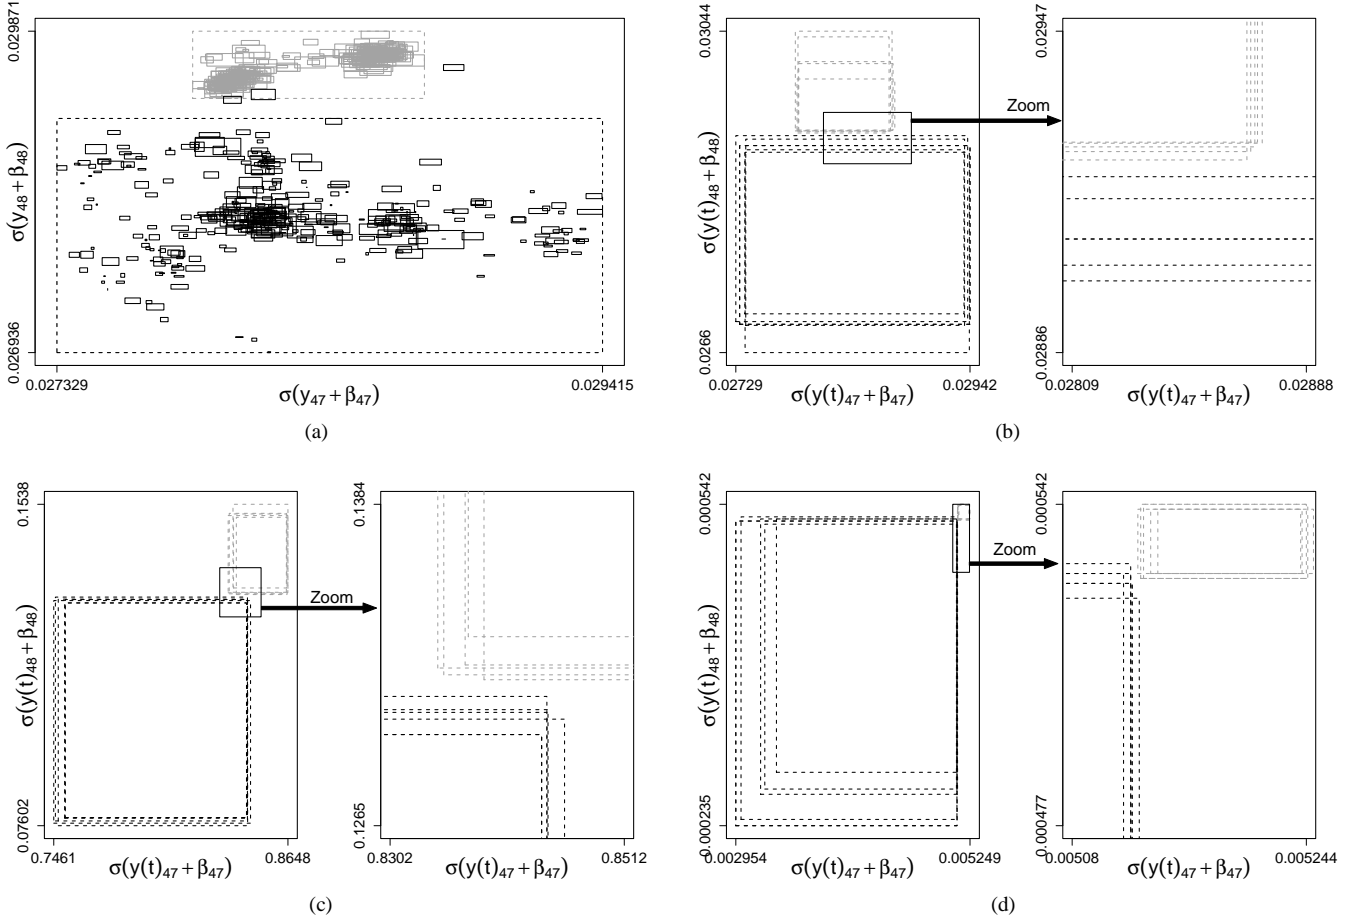 0.029871
0.026936
σ(y48 + β48)
0.027329
0.029415
σ(y47 + β47)
(a)
0.03044
0.0266
σ(y(t)48 + β48)
0.02729
0.02942
σ(y(t)47 + β47)
Zoom
0.02947
0.02886
0.02809
0.02888
σ(y(t)47 + β47)
(b)
0.1538
0.07602
σ(y(t)48 + β48)
0.7461
0.8648
σ(y(t)47 + β47)
Zoom
0.1384
0.1265
0.8302
0.8512
σ(y(t)47 + β47)
(c)
0.000542
0.000235
σ(y(t)48 + β48)
0.002954
0.005249
σ(y(t)47 + β47)
Zoom
0.000542
0.000477
0.00508
0.005244
σ(y(t)47 + β47)
(d)